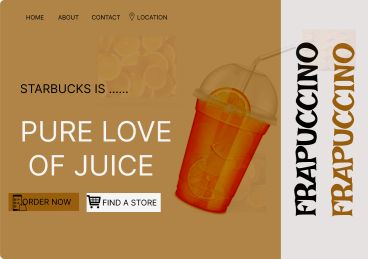 HOME ABOUT CONTACT LOCATION
STARBUCKS IS ......
PURE LOVE
OF JUICE
ORDER NOW FIND A STORE
FRAPUCCINO
FRAPUCCINO